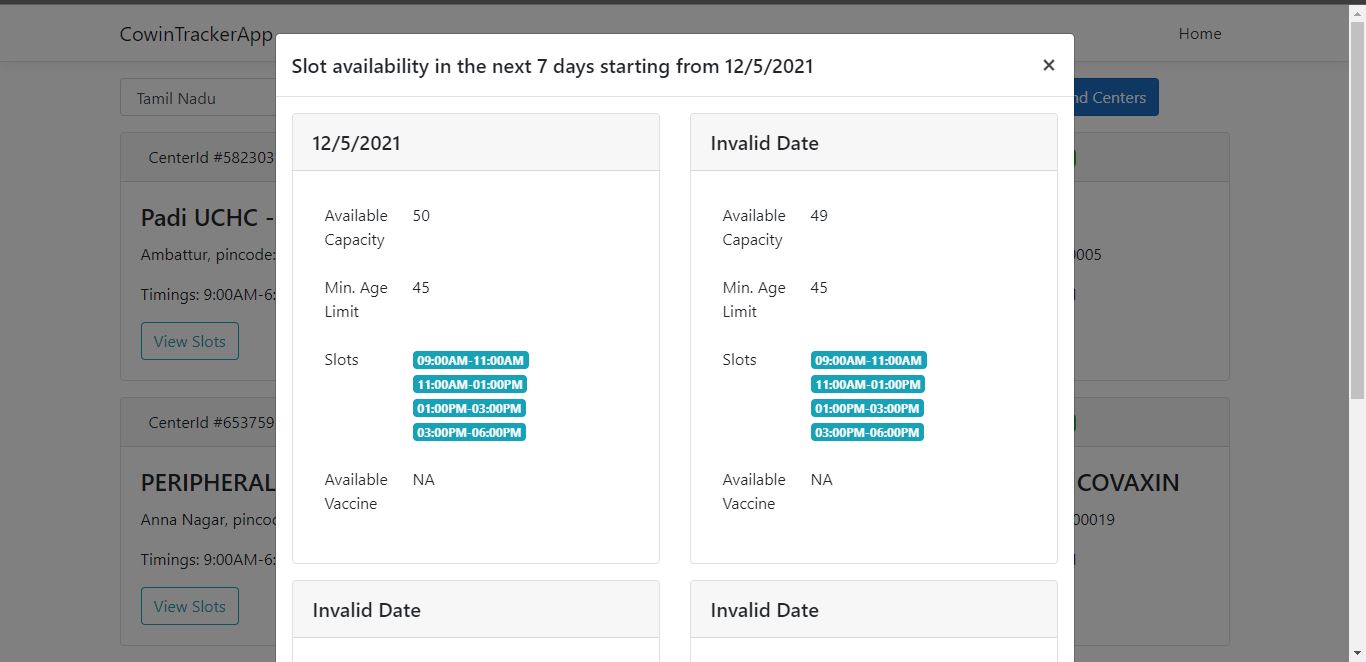 CowinTrackerApp
Home
Slot availability in the next 7 days starting from 12/5/2021
×
Tamil Nadu
nd Centers
CenterId #582303
Padi UCHC -
Ambattur, pincode:
0005
Timings: 9:00AM-6:
View Slots
CenterId #653759
PERIPHERAL
COVAXIN
Anna Nagar, pincod
00019
Timings: 9:00AM-6:
View Slots
12/5/2021
Available Capacity
50
Min. Age Limit
45
Slots
09:00AM-11:00AM
11:00AM-01:00PM
01:00PM-03:00PM
03:00PM-06:00PM
Available Vaccine
NA
Invalid Date
Available Capacity
49
Min. Age Limit
45
Slots
09:00AM-11:00AM
11:00AM-01:00PM
01:00PM-03:00PM
03:00PM-06:00PM
Available Vaccine
NA
Invalid Date
Invalid Date